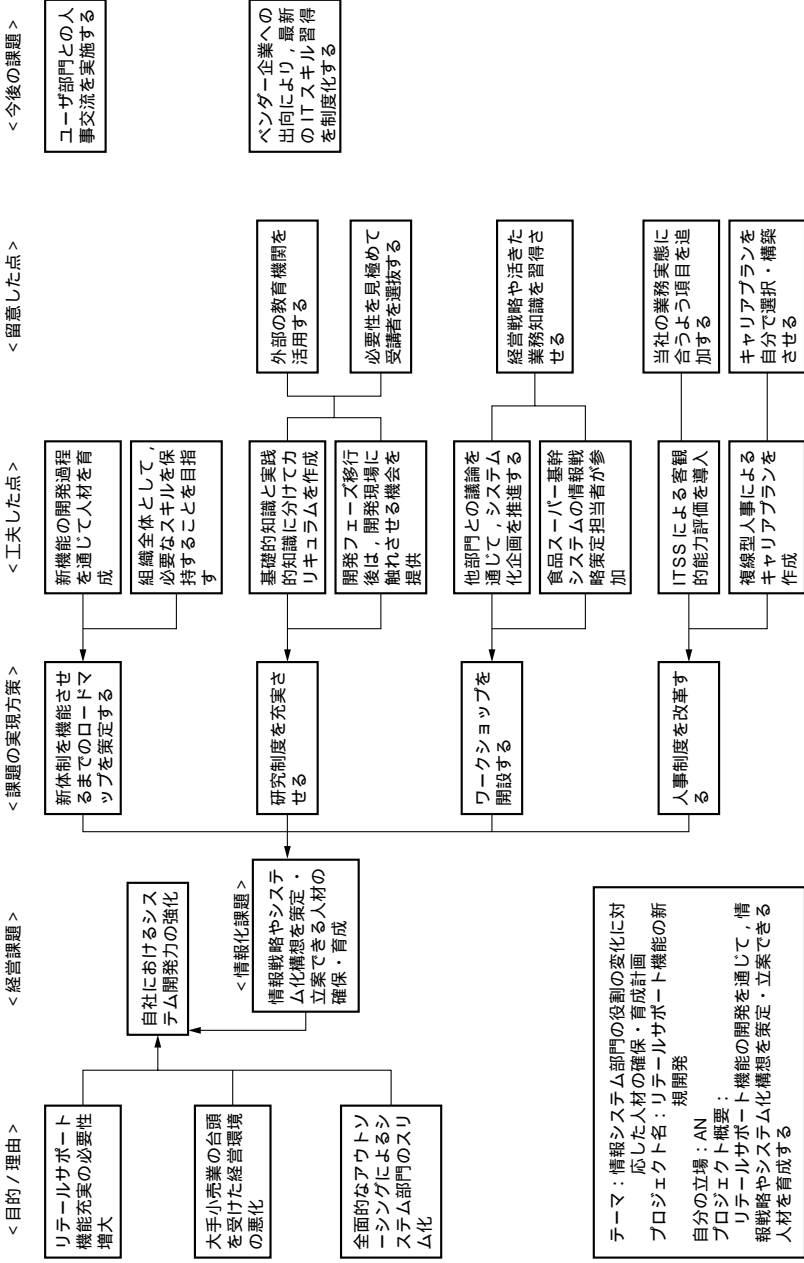 <目的/理由>
リテールサポート
機能充実の必要性
増大
大手小売業の台頭
を受けた経営環境
の悪化
全面的なアウトソ
ーシングによるシ
ステム部門のスリ
ム化
<経営課題>
自社におけるシス
テム開発力の強化
<情報化課題>
情報戦略やシステ
ム化構想を策定・
立案できる人材の
確保・育成
<課題の実現方策>
新体制を機能させ
るまでのロードマ
ップを策定する
研究制度を充実さ
せる
ワークショップを
開設する
人事制度を改革す
る
<工夫した点>
新機能の開発過程
を通じて人材を育
成
組織全体として,
必要なスキルを保
持することを目指
す
基礎的知識と実践
的知識に分けてカ
リキュラムを作成
開発フェーズ移行
後は,開発現場に
触れさせる機会を
提供
他部門との議論を
通じて,システム
化企画を推進する
食品スーパー基幹
システムの情報戦
略策定担当者が参
加
ITSSによる客観
的能力評価を導入
複線型人事による
キャリアプランを
作成
<留意した点>
外部の教育機関を
活用する
必要性を見極めて
受講者を選抜する
経営戦略や活きた
業務知識を習得さ
せる
当社の業務実態に
合うよう項目を追
加する
キャリアプランを
自分で選択・構築
させる
<今後の課題>
ユーザ部門との人
事交流を実施する
ベンダー企業への
出向により,最新
のITスキル習得
を制度化する
テーマ:情報システム部門の役割の変化に対
応した人材の確保・育成計画
プロジェクト名:リテールサポート機能の新
規開発
自分の立場:AN
プロジェクト概要:
リテールサポート機能の開発を通じて,情
報戦略やシステム化構想を策定・立案できる
人材を育成する